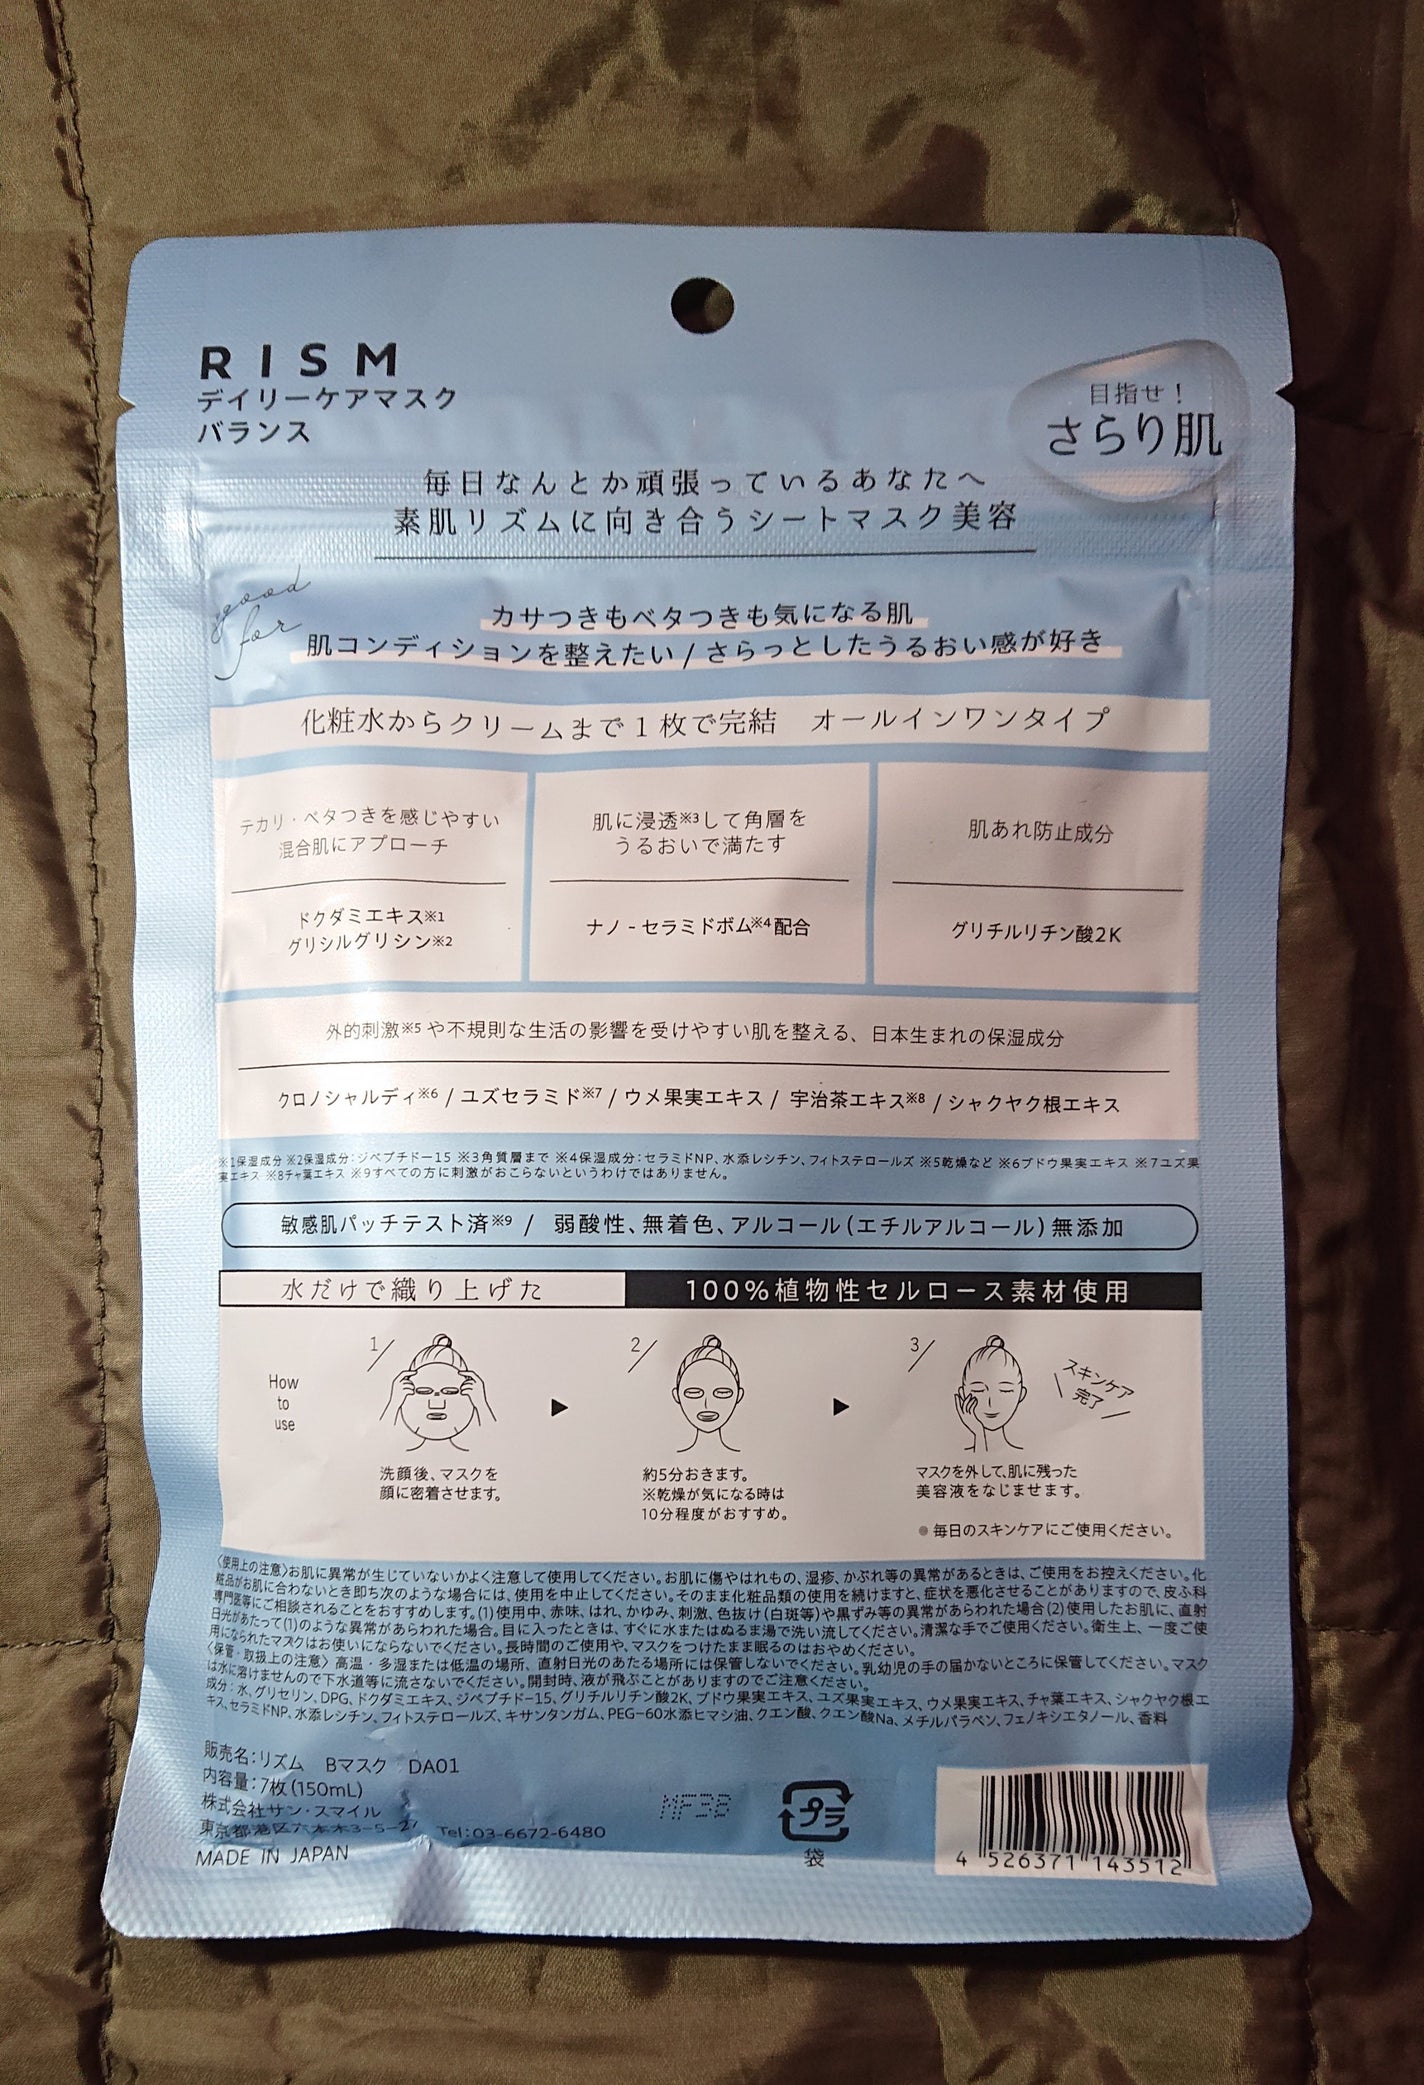 RISM
デイリーケアマスク
バランス
目指せ！
さらり肌
毎日なんとか頑張っているあなたへ
素肌リズムに向き合うシートマスク美容
good
for
カサつきもベタつきも気になる肌
肌コンディションを整えたい / さらっとしたうるおい感が好き
化粧水からクリームまで1枚で完結　オールインワンタイプ
テカリ・ベタつきを感じやすい
混合肌にアプローチ
ドクダミエキス※1
グリシルグリシン※2
肌に浸透※3して角層を
うるおいで満たす
ナノ-セラミドボム※4配合
肌あれ防止成分
グリチルリチン酸2K
外的刺激※5や不規則な生活の影響を受けやすい肌を整える、日本生まれの保湿成分
クロノシャルディ※6 / ユズセラミド※7 / ウメ果実エキス / 宇治茶エキス※8 / シャクヤク根エキス
※1保湿成分 ※2保湿成分：ジペプチド－15 ※3角質層まで ※4保湿成分：セラミドNP、水添レシチン、フィトステロールズ ※5乾燥など ※6ブドウ果実エキス ※7ユズ果
実エキス ※8チャ葉エキス ※9すべての方に刺激がおこらないというわけではありません。
敏感肌パッチテスト済※9 / 弱酸性、無着色、アルコール(エチルアルコール)無添加
水だけで織り上げた 100%植物性セルロース素材使用
How
to
use
1/
洗顔後、マスクを
顔に密着させます。
2/
約5分おきます。
※乾燥が気になる時は
10分程度がおすすめ。
3/
スキンケア
完了
マスクを外して、肌に残った
美容液をなじませます。
●毎日のスキンケアにご使用ください。
〈使用上の注意〉お肌に異常が生じていないかよく注意して使用してください。お肌に傷やはれもの、湿疹、かぶれ等の異常があるときは、ご使用をお控えください。化
粧品がお肌に合わないとき即ち次のような場合には、使用を中止してください。そのまま化粧品類の使用を続けますと、症状を悪化させることがありますので、皮ふ科
専門医等にご相談されることをおすすめします。(1)使用中、赤味、はれ、かゆみ、刺激、色抜け(白斑等)や黒ずみ等の異常があらわれた場合(2)使用したお肌に、直射
日光があたって(1)のような異常があらわれた場合。目に入ったときは、すぐに水またはぬるま湯で洗い流してください。清潔な手でご使用ください。衛生上、一度ご使
用になられたマスクはお使いにならないでください。長時間のご使用や、マスクをつけたまま眠るのはおやめください。
〈保管・取扱上の注意〉高温・多湿または低温の場所、直射日光のあたる場所には保管しないでください。乳幼児の手の届かないところに保管してください。マスク
は水に溶けませんので下水道等に流さないでください。開封時、液が飛ぶことがありますのでご注意ください。
成分：水、グリセリン、DPG、ドクダミエキス、ジペプチド－15、グリチルリチン酸2K、ブドウ果実エキス、ユズ果実エキス、ウメ果実エキス、チャ葉エキス、シャクヤク根エ
キス、セラミドNP、水添レシチン、フィトステロールズ、キサンタンガム、PEG－60水添ヒマシ油、クエン酸、クエン酸Na、メチルパラベン、フェノキシエタノール、香料
販売名：リズム　Bマスク　DA01
内容量：7枚(150mL)
株式会社サン・スマイル
東京都港区六本木3－5－27　Tel：03-6672-6480
MADE IN JAPAN
MF38
プラ
袋
4 526371 143512